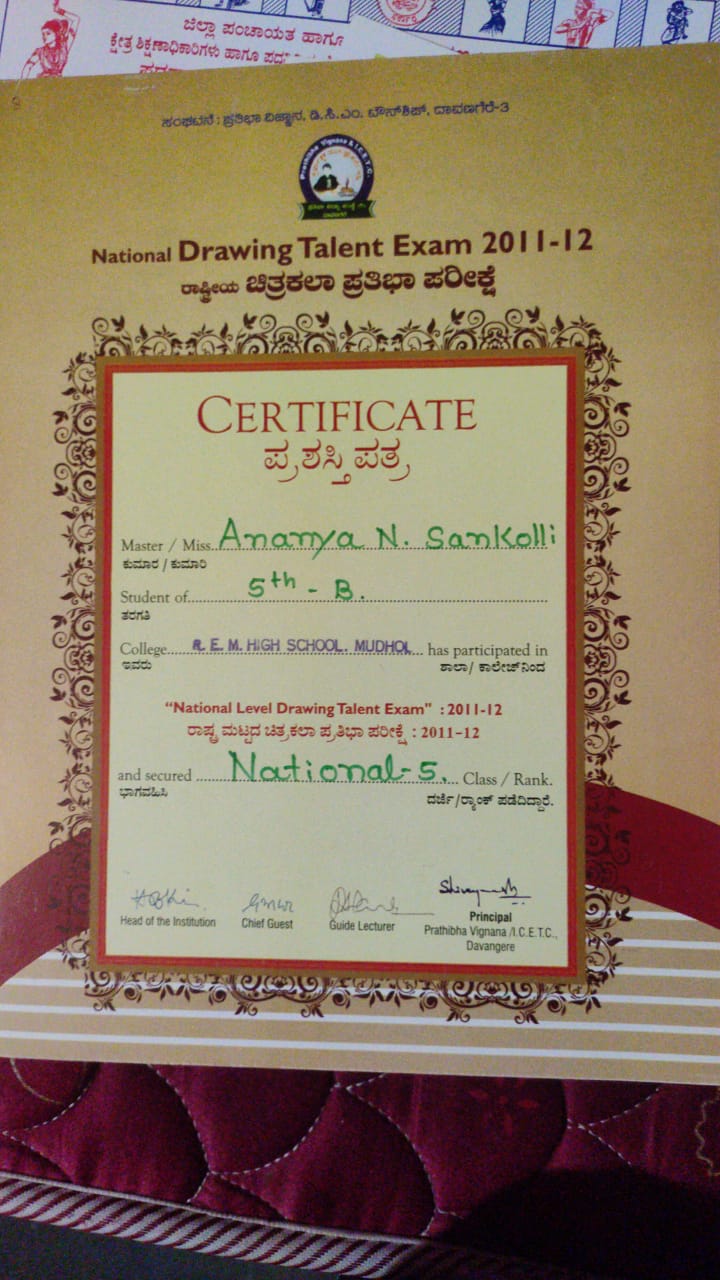 ಜಿಲ್ಲಾ ಪಂಚಾಯತ ಹಾಗೂ
ಕ್ಷೇತ್ರ ಶಿಕ್ಷಣಾಧಿಕಾರಿಗಳು ಹಾಗೂ
ಸಂಘಟನೆ : ಪ್ರತಿಭಾ ವಿಜ್ಞಾನ, ಡಿ.ಸಿ.ಎಂ. ಟೌನ್‌ಶಿಪ್, ದಾವಣಗೆರೆ-3
Prathibha Vignana & I.C.E.T.C.
ದಾವಣಗೆರೆ
National Drawing Talent Exam 2011-12
ರಾಷ್ಟ್ರೀಯ ಚಿತ್ರಕಲಾ ಪ್ರತಿಭಾ ಪರೀಕ್ಷೆ
CERTIFICATE
ಪ್ರಶಸ್ತಿ ಪತ್ರ
Master / Miss. Ananya N. Sankolli
ಕುಮಾರ / ಕುಮಾರಿ
Student of 5th - B.
ತರಗತಿ
College R. E. M. HIGH SCHOOL. MUDHOL has participated in
ಇವರು ಶಾಲಾ/ ಕಾಲೇಜ್‌ನಿಂದ
"National Level Drawing Talent Exam" : 2011-12
ರಾಷ್ಟ್ರ ಮಟ್ಟದ ಚಿತ್ರಕಲಾ ಪ್ರತಿಭಾ ಪರೀಕ್ಷೆ : 2011-12
and secured National-5. Class / Rank.
ಭಾಗವಹಿಸಿ ದರ್ಜೆ/ರ‍್ಯಾಂಕ್ ಪಡೆದಿದ್ದಾರೆ.
Head of the Institution Chief Guest Guide Lecturer Principal
Prathibha Vignana /I.C.E.T.C.,
Davangere